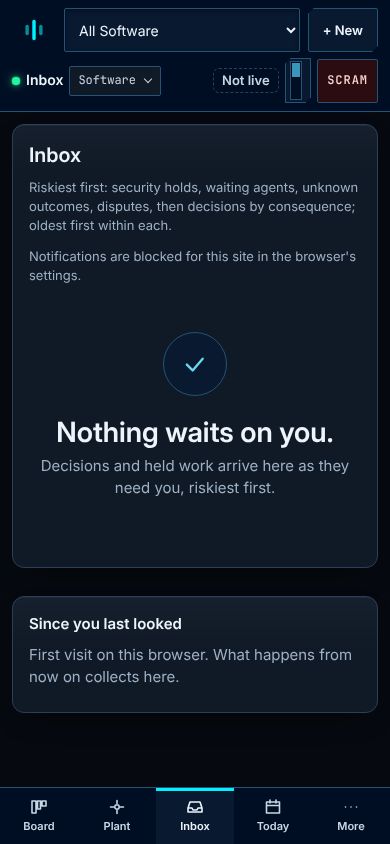 All Software
+ New
Inbox
Software
Not live
SCRAM
Inbox
Riskiest first: security holds, waiting agents, unknown
outcomes, disputes, then decisions by consequence;
oldest first within each.
Notifications are blocked for this site in the browser's
settings.
Nothing waits on you.
Decisions and held work arrive here as they
need you, riskiest first.
Since you last looked
First visit on this browser. What happens from
now on collects here.
Board
Plant
Inbox
Today
More